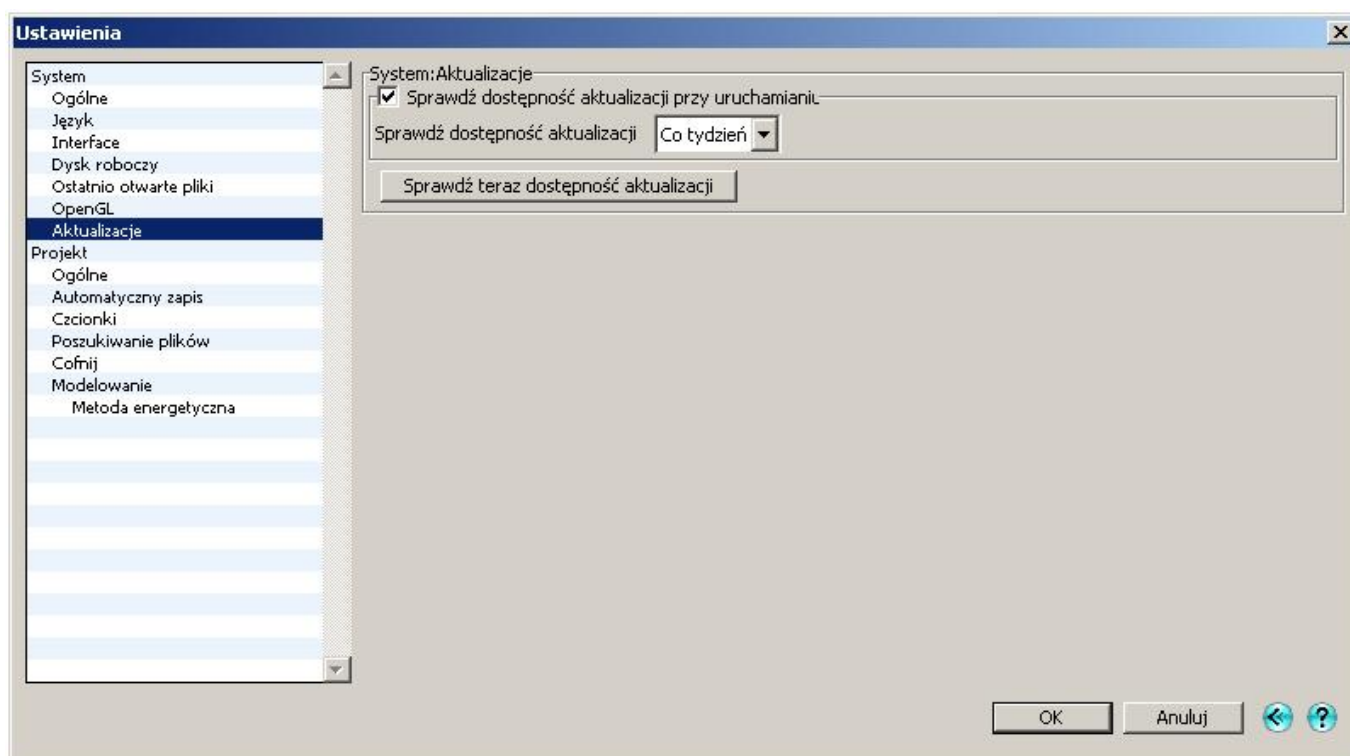 Ustawienia
System
Ogólne
Język
Interface
Dysk roboczy
Ostatnio otwarte pliki
OpenGL
Aktualizacje
Projekt
Ogólne
Automatyczny zapis
Czcionki
Poszukiwanie plików
Cofnij
Modelowanie
Metoda energetyczna
System:Aktualizacje
Sprawdź dostępność aktualizacji przy uruchamianiu
Sprawdź dostępność aktualizacji Co tydzień
Sprawdź teraz dostępność aktualizacji
OK Anuluj ?